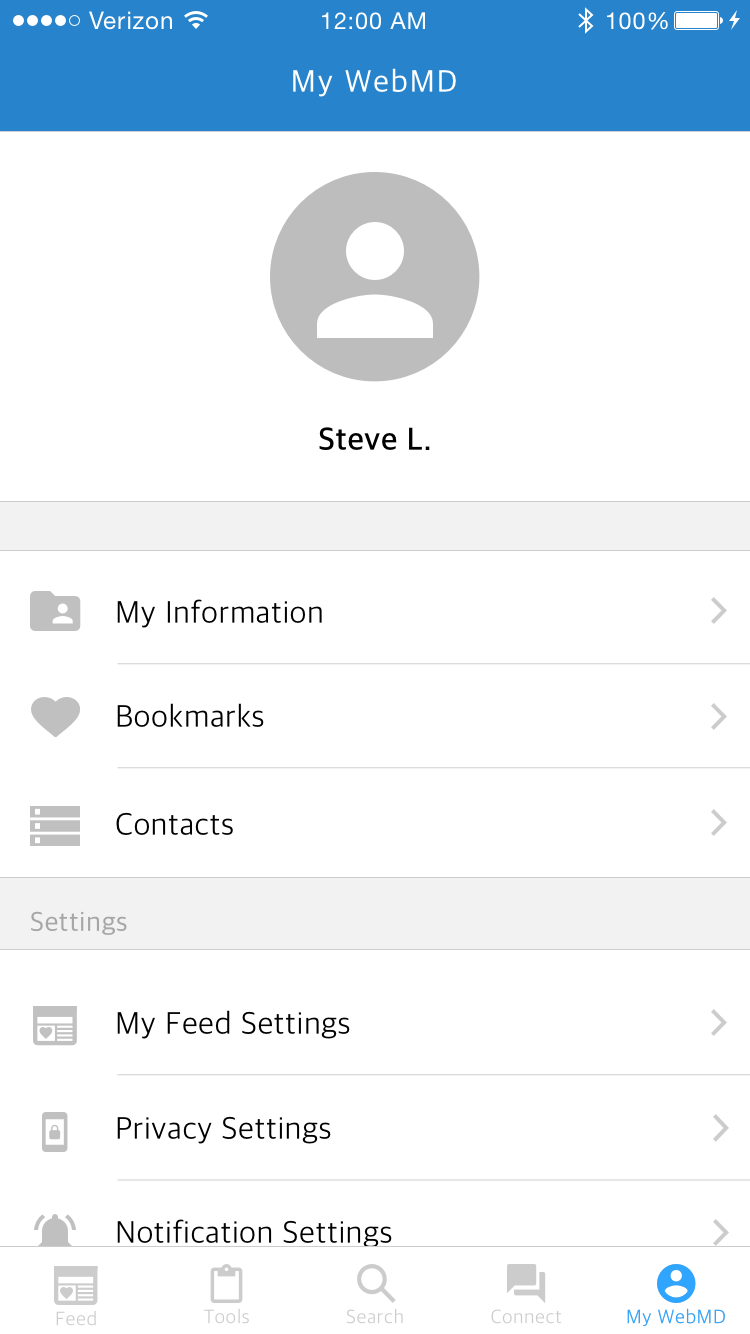 Verizon 12:00 AM 100%
My WebMD
Steve L.
My Information
Bookmarks
Contacts
Settings
My Feed Settings
Privacy Settings
Notification Settings
Feed Tools Search Connect My WebMD